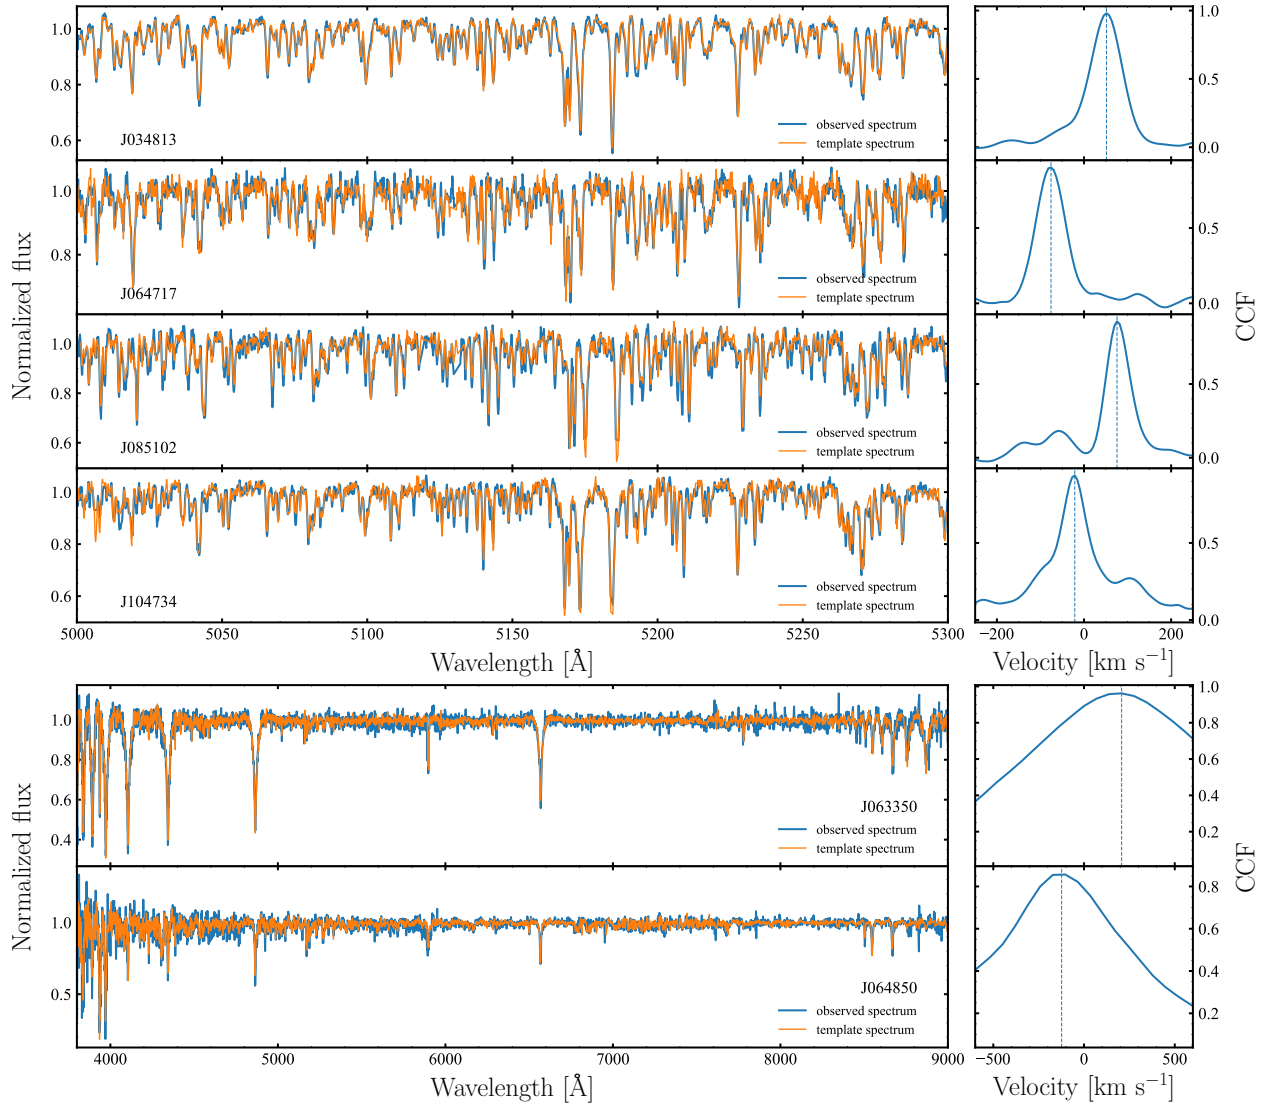 1.0
0.8
0.6
J034813
observed spectrum
template spectrum
1.0
0.5
0.0
1.0
0.8
J064717
observed spectrum
template spectrum
0.5
0.0
Normalized flux
CCF
1.0
0.8
0.6
J085102
observed spectrum
template spectrum
0.5
0.0
1.0
0.8
0.6
J104734
observed spectrum
template spectrum
0.5
0.0
5000 5050 5100 5150 5200 5250 5300
−200 0 200
Wavelength [Å]
Velocity [km s⁻¹]
1.0
0.8
0.6
0.4
J063350
observed spectrum
template spectrum
1.0
0.8
0.6
0.4
0.2
Normalized flux
CCF
1.0
0.5
J064850
observed spectrum
template spectrum
0.8
0.6
0.4
0.2
4000 5000 6000 7000 8000 9000
−500 0 500
Wavelength [Å]
Velocity [km s⁻¹]